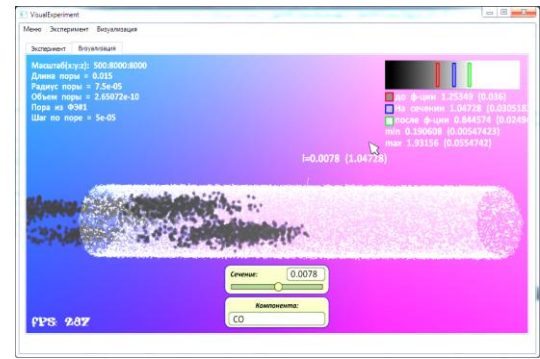 VisualExperiment
Меню Эксперимент Визуализация
Эксперимент Визуализация
Масштаб(x:y:z): 500:8000:8000
Длина поры = 0.015
Радиус поры = 7.5e-05
Объем поры = 2.65072e-10
Пора из ФЭЯ1
Шаг по поре = 5e-05
до ф-ции 1.25349 (0.036)
На сечении 1.04728 (0.030518
после ф-ции 0.844574 (0.0249
min 0.190608 (0.00547423)
max 1.93156 (0.0554742)
l=0.0078 (1.04728)
Сечение: 0.0078
Компонента:
CO
FPS: 287